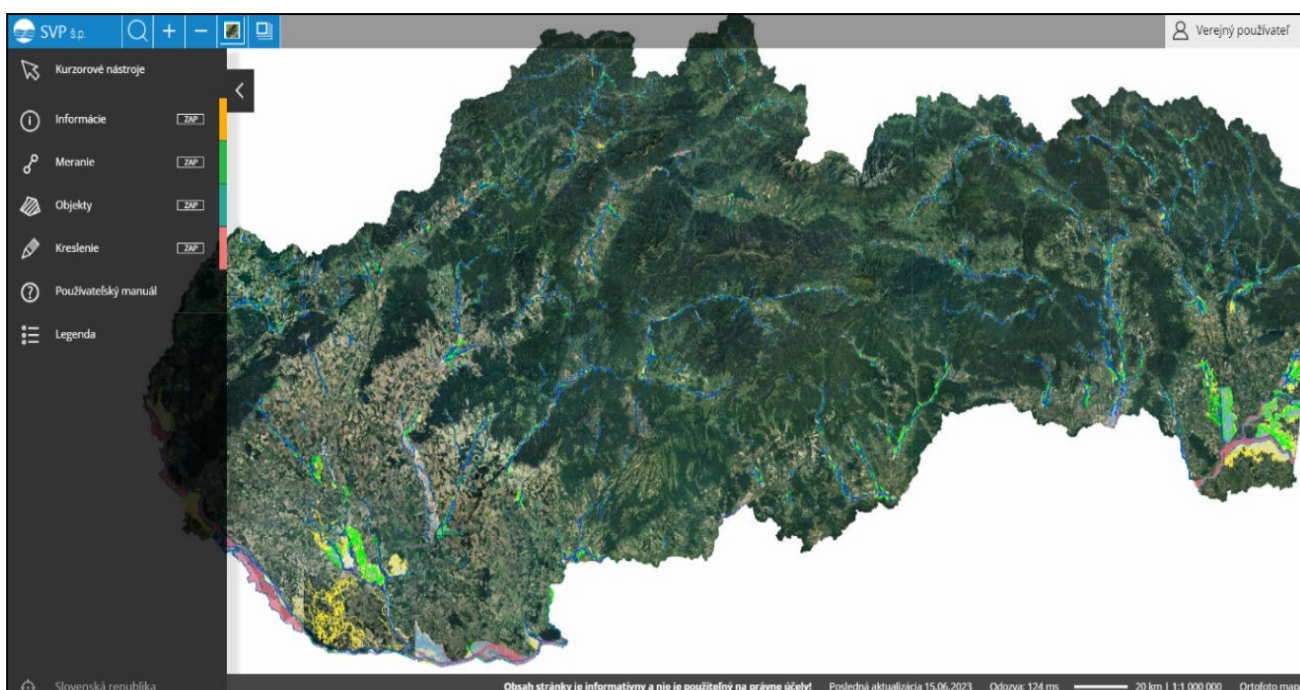 SVP š.p.
Verejný používateľ
Kurzorové nástroje
Informácie ZAP
Meranie ZAP
Objekty ZAP
Kreslenie ZAP
Používateľský manuál
Legenda
Slovenská republika
Obsah stránky je informatívny a nie je použiteľný na právne účely! Posledná aktualizácia 15.06.2023 Odozva: 124 ms 20 km | 1:1 000 000 Ortofoto map